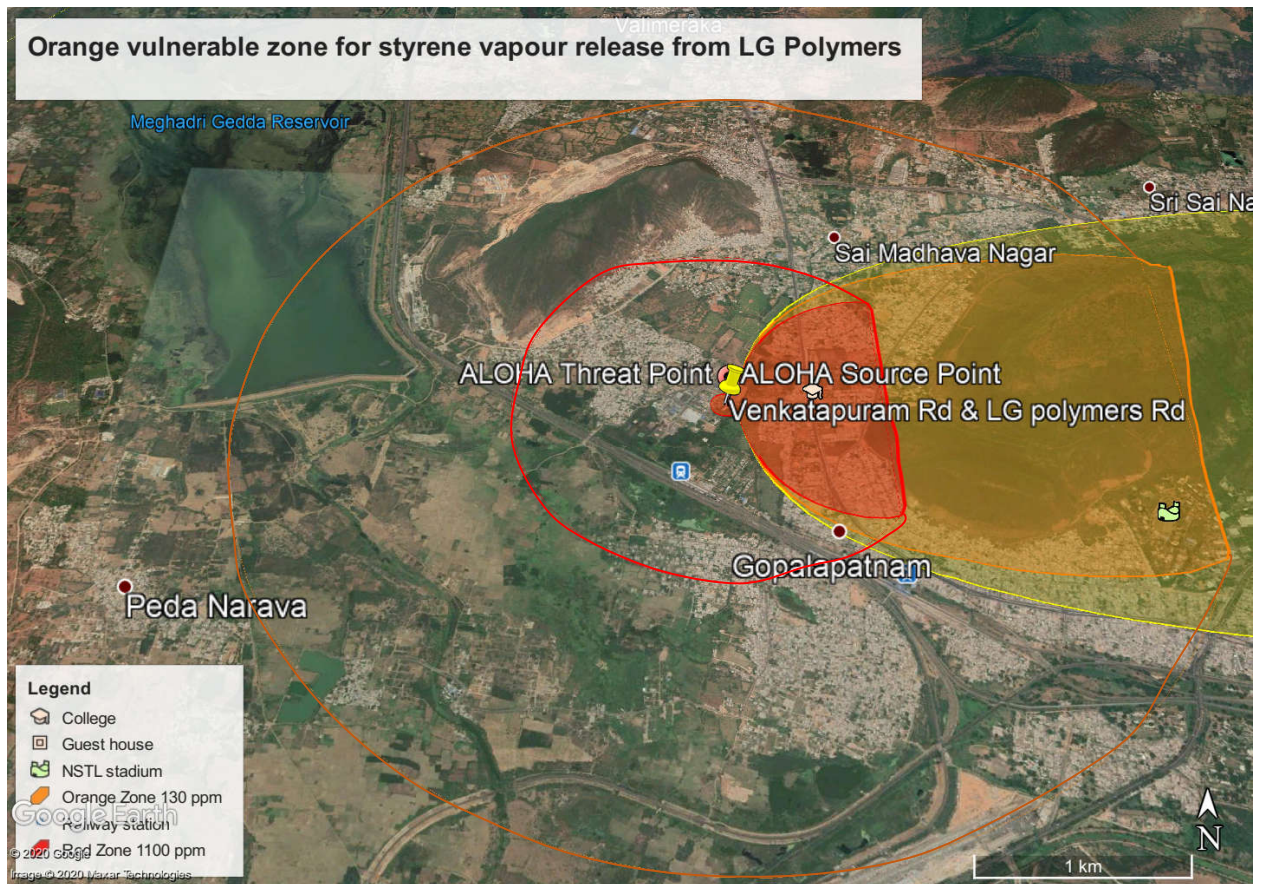 Valimeraka
Orange vulnerable zone for styrene vapour release from LG Polymers
Meghadri Gedda Reservoir
Sri Sai Na
Sai Madhava Nagar
ALOHA Threat Point
ALOHA Source Point
Venkatapuram Rd & LG polymers Rd
Gopalapatnam
Peda Narava
Legend
College
Guest house
NSTL stadium
Orange Zone 130 ppm
Google Earth
Railway station
Red Zone 1100 ppm
© 2020 Google
Image © 2020 Maxar Technologies
1 km
N